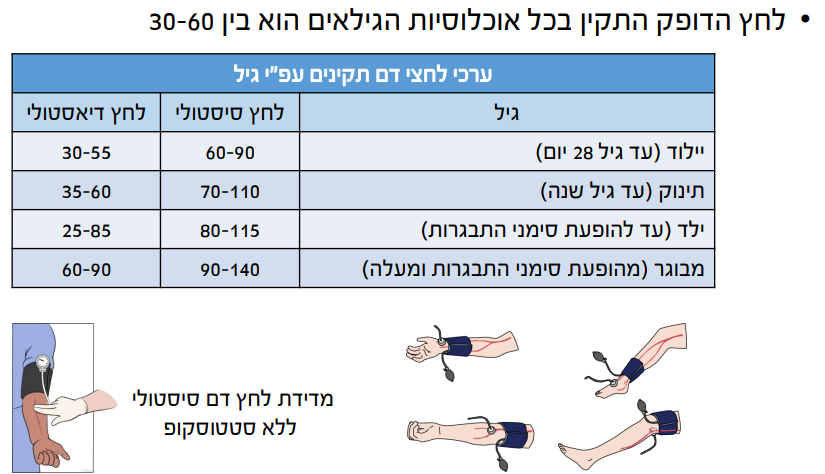 • לחץ הדופק התקין בכל אוכלוסיות הגילאים הוא בין 30-60
ערכי לחצי דם תקינים עפ"י גיל
גיל לחץ סיסטולי לחץ דיאסטולי
יילוד (עד גיל 28 יום) 60-90 30-55
תינוק (עד גיל שנה) 70-110 35-60
ילד (עד להופעת סימני התבגרות) 80-115 25-85
מבוגר (מהופעת סימני התבגרות ומעלה) 90-140 60-90
מדידת לחץ דם סיסטולי
ללא סטטוסקופ